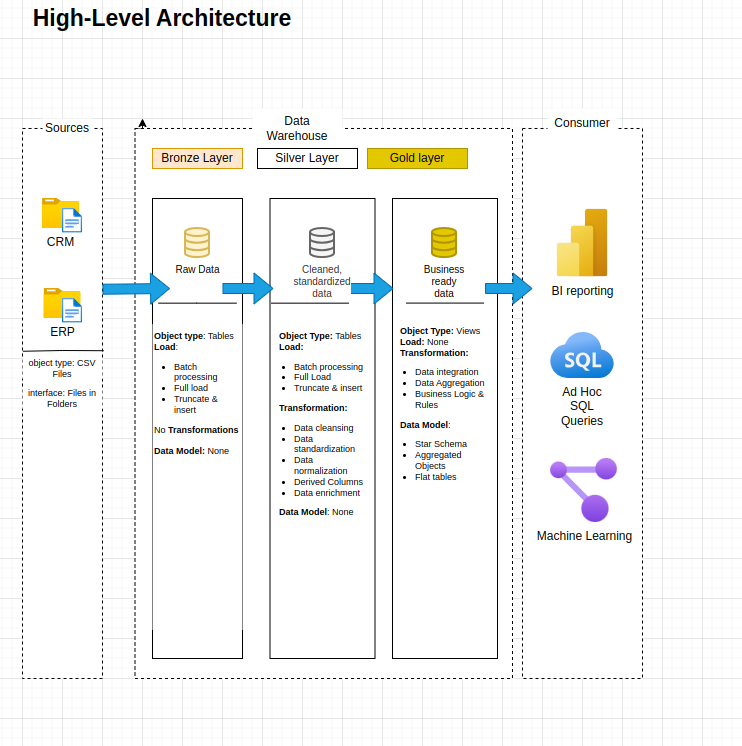 High-Level Architecture
Sources
CRM
ERP
object type: CSV
Files
interface: Files in
Folders
Data
Warehouse
Bronze Layer
Silver Layer
Gold layer
Raw Data
Object type: Tables
Load:
Batch
processing
Full load
Truncate &
insert
No Transformations
Data Model: None
Cleaned,
standardized
data
Object Type: Tables
Load:
Batch processing
Full Load
Truncate & insert
Transformation:
Data cleansing
Data
standardization
Data
normalization
Derived Columns
Data enrichment
Data Model: None
Business
ready
data
Object Type: Views
Load: None
Transformation:
Data integration
Data Aggregation
Business Logic &
Rules
Data Model:
Star Schema
Aggregated
Objects
Flat tables
Consumer
BI reporting
SQL
Ad Hoc
SQL
Queries
Machine Learning